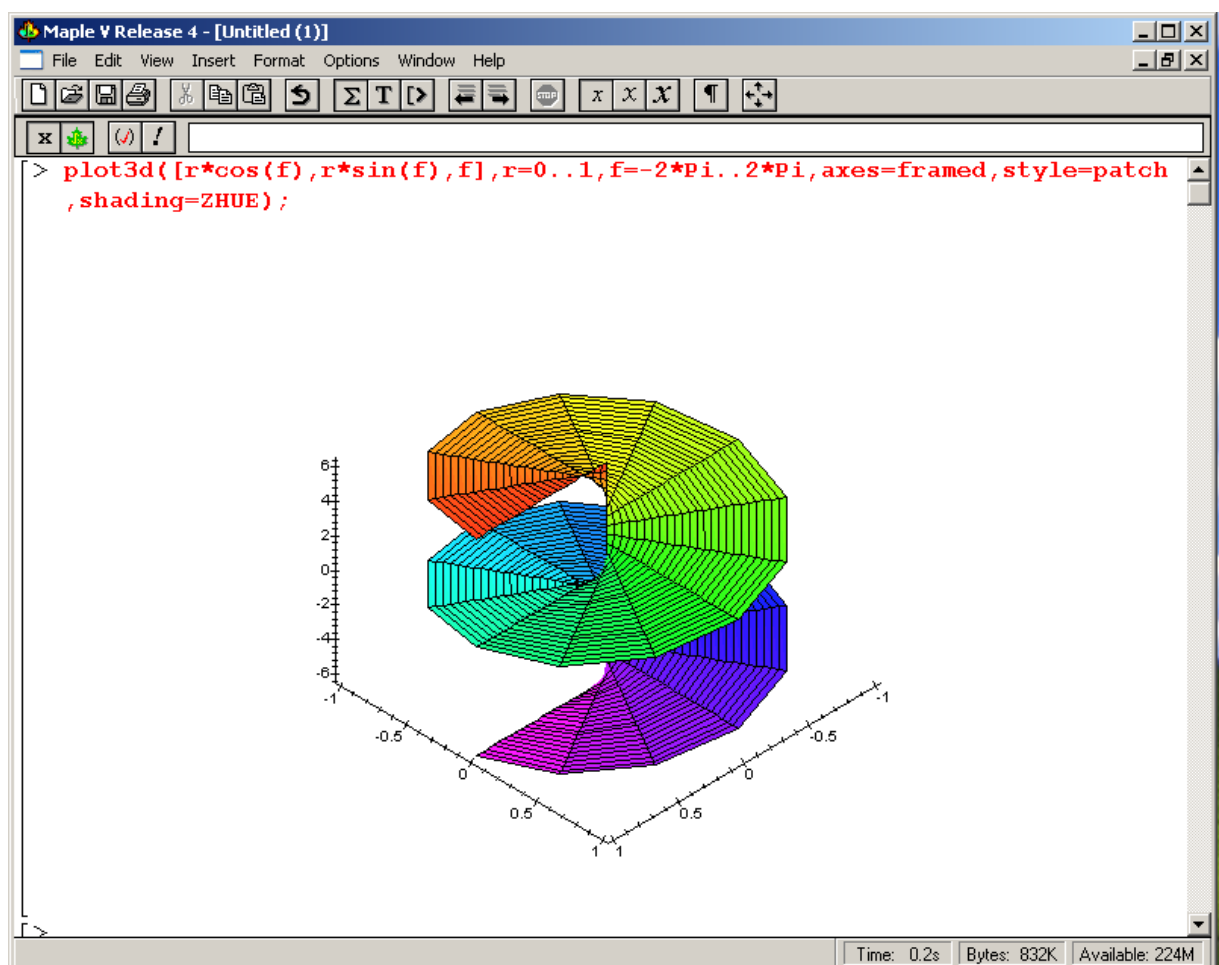 Maple V Release 4 - [Untitled (1)]
File Edit View Insert Format Options Window Help
Σ T [> STOP x x x ¶
x (√) !
[> plot3d([r*cos(f),r*sin(f),f],r=0..1,f=-2*Pi..2*Pi,axes=framed,style=patch
,shading=ZHUE);
6
4
2
0
-2
-4
-6
-1 -1
-0.5 -0.5
0 0
0.5 0.5
1 1
[>
Time: 0.2s Bytes: 832K Available: 224M